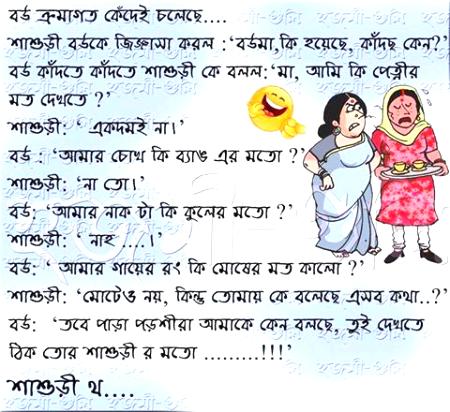 বউ ক্রমাগত কেঁদেই চলেছে....
শাশুড়ী বউকে জিজ্ঞাসা করল :‘বউমা,কি হয়েছে, কাঁদছ কেন?’
বউ কাঁদতে কাঁদতে শাশুড়ী কে বলল:‘মা, আমি কি পেত্নীর
মত দেখতে ?’
শাশুড়ী: ‘ একদমই না।’
বউ : ‘আমার চোখ কি ব্যাঙ এর মতো ?’
শাশুড়ী: ‘না তো।’
বউ: ‘আমার নাক টা কি কুলের মতো ?’
শাশুড়ী: ‘ নাহ ....।’
বউ: ‘ আমার গায়ের রং কি মোষের মত কালো ?’
শাশুড়ী: ‘মোটেও নয়, কিন্তু তোমায় কে বলেছে এসব কথা..?’
বউ: ‘তবে পাড়া পড়শীরা আমাকে কেন বলছে, তুই দেখতে
ঠিক তোর শাশুড়ী র মতো .........!!!’
শাশুড়ী থ....